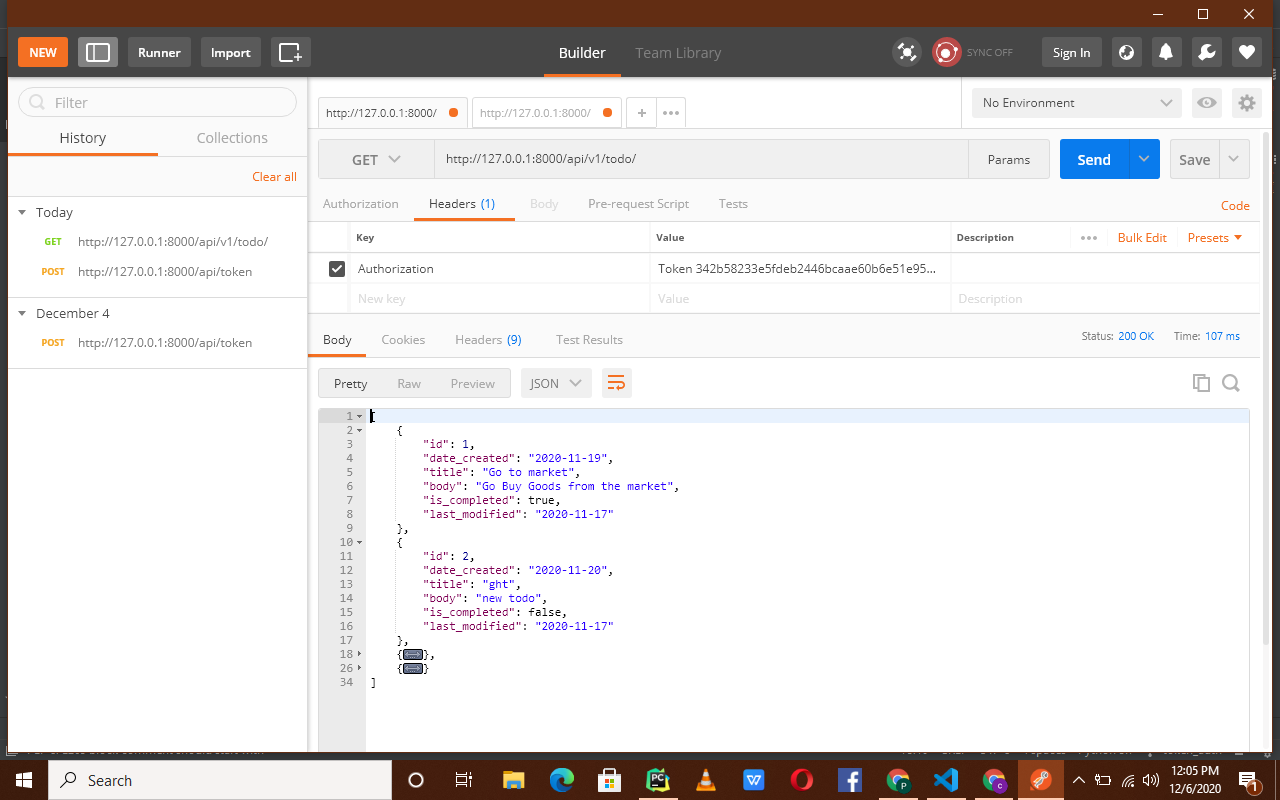 NEW
Runner
Import
Builder
Team Library
SYNC OFF
Sign In
Filter
History
Collections
Clear all
Today
GET http://127.0.0.1:8000/api/v1/todo/
POST http://127.0.0.1:8000/api/token
December 4
POST http://127.0.0.1:8000/api/token
http://127.0.0.1:8000/
http://127.0.0.1:8000/
No Environment
GET
http://127.0.0.1:8000/api/v1/todo/
Params
Send
Save
Authorization
Headers (1)
Body
Pre-request Script
Tests
Code
Key
Value
Description
Bulk Edit
Presets
Authorization
Token 342b58233e5fdeb2446bcaae60b6e51e95...
New key
Value
Description
Body
Cookies
Headers (9)
Test Results
Status: 200 OK
Time: 107 ms
Pretty
Raw
Preview
JSON
1 [
2 {
3 "id": 1,
4 "date_created": "2020-11-19",
5 "title": "Go to market",
6 "body": "Go Buy Goods from the market",
7 "is_completed": true,
8 "last_modified": "2020-11-17"
9 },
10 {
11 "id": 2,
12 "date_created": "2020-11-20",
13 "title": "ght",
14 "body": "new todo",
15 "is_completed": false,
16 "last_modified": "2020-11-17"
17 },
18 {},
26 {}
34 ]
Search
12:05 PM
12/6/2020
1